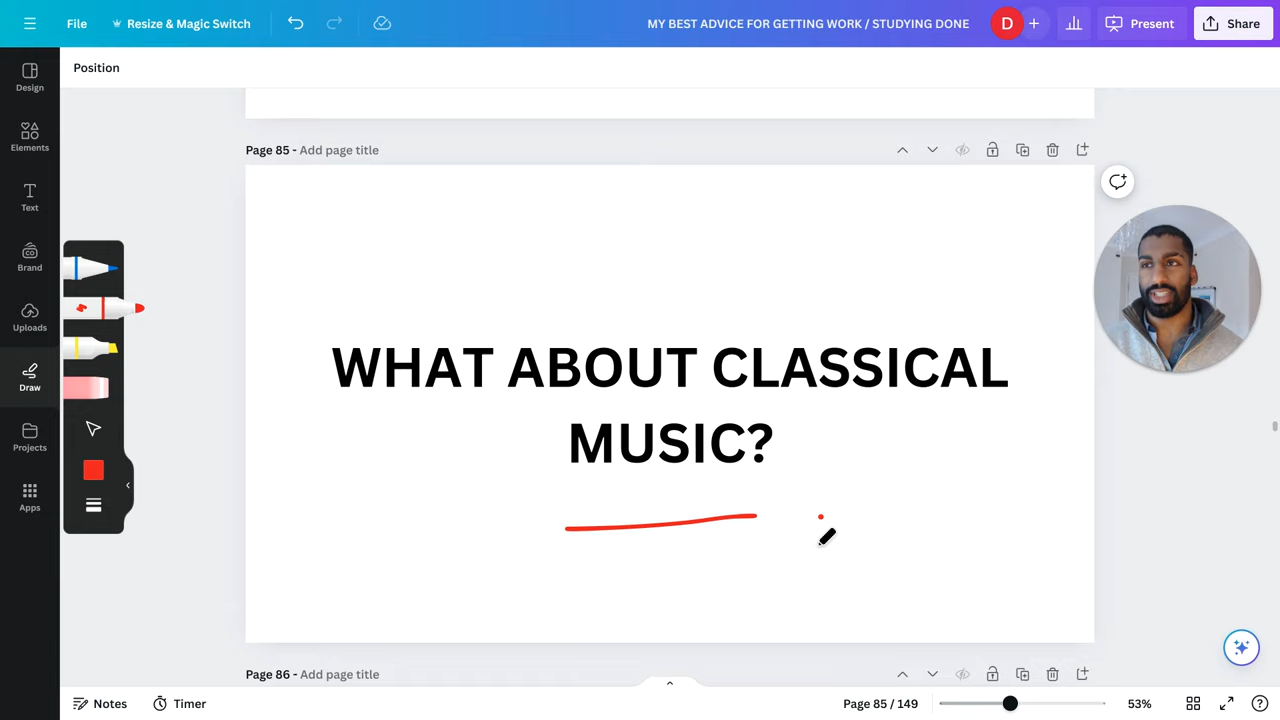 File
Resize & Magic Switch
MY BEST ADVICE FOR GETTING WORK / STUDYING DONE
D
Present
Share
Position
Design
Elements
Text
Brand
Uploads
Draw
Projects
Apps
Page 85 - Add page title
WHAT ABOUT CLASSICAL
MUSIC?
Page 86 - Add page title
Notes
Timer
Page 85 / 149
53%